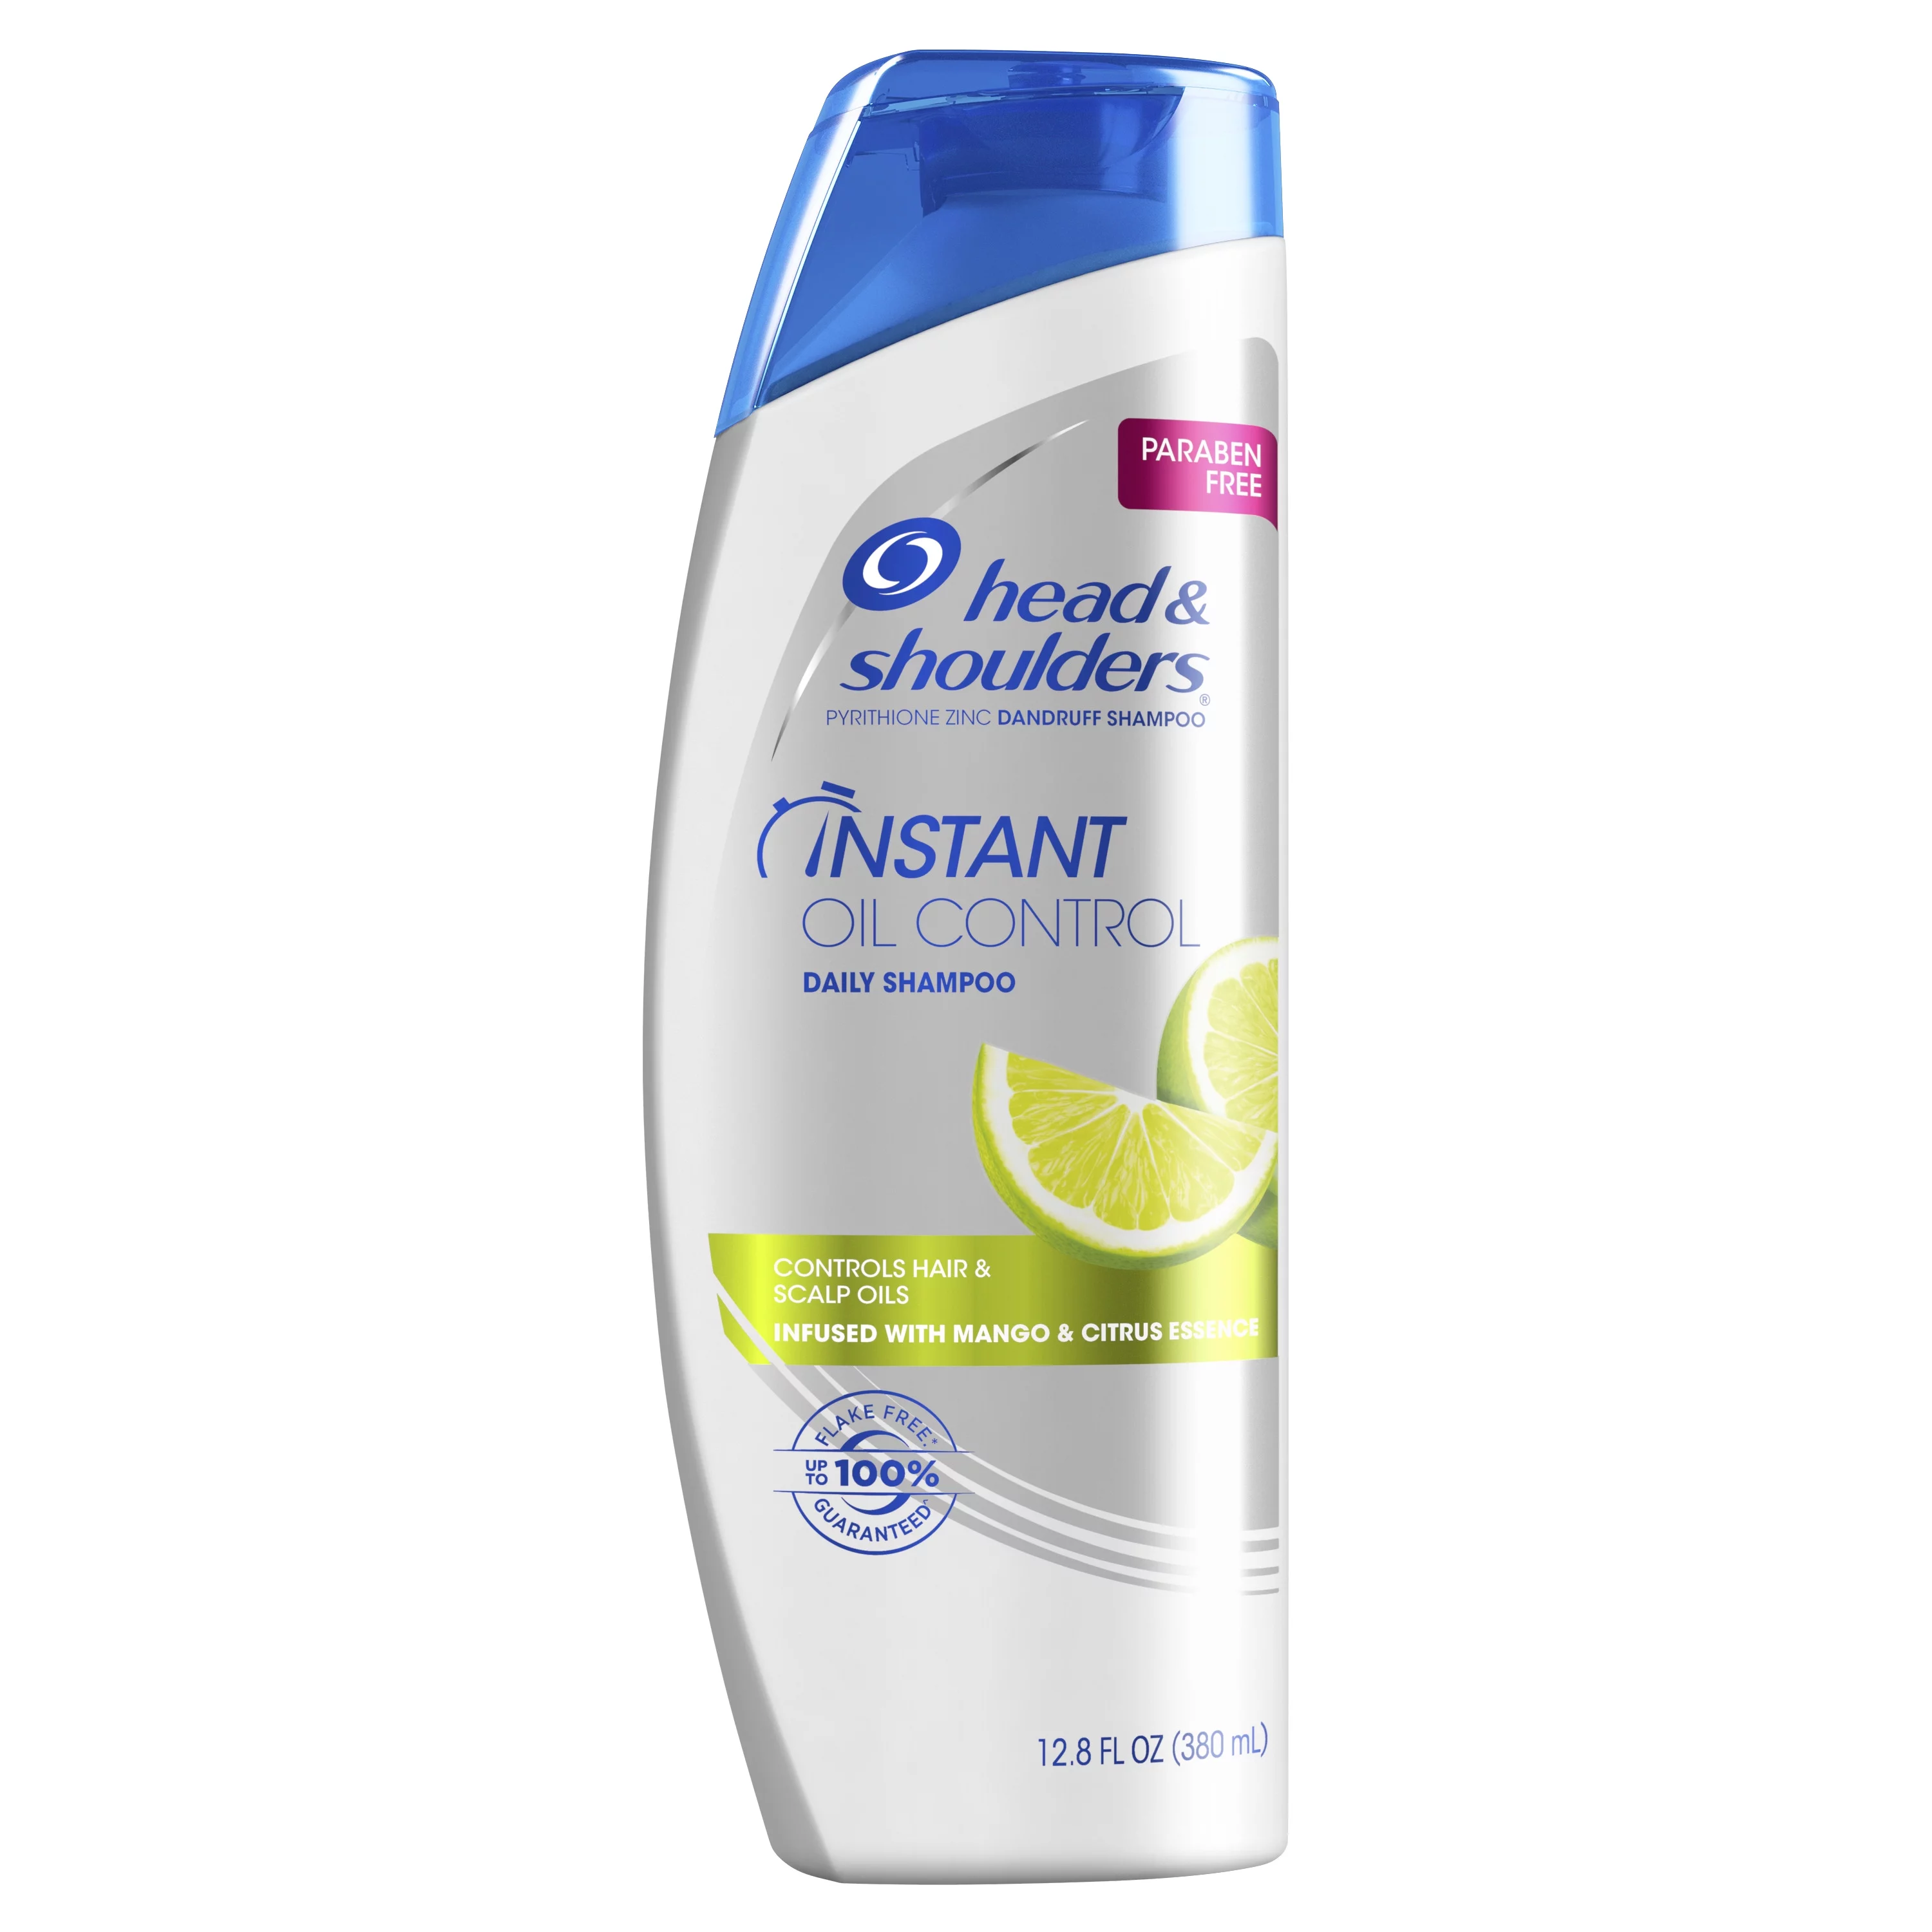 PARABEN
FREE
head &
shoulders®
PYRITHIONE ZINC DANDRUFF SHAMPOO
INSTANT
OIL CONTROL
DAILY SHAMPOO
CONTROLS HAIR &
SCALP OILS
INFUSED WITH MANGO & CITRUS ESSENCE
FLAKE FREE.*
UP TO 100%
GUARANTEED^
12.8 FL OZ (380 mL)